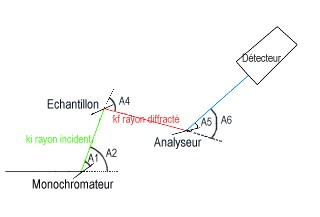 Détecteur
Echantillon
A4
kf rayon diffracté
A5
A6
ki rayon incident
Analyseur
A1
A2
Monochromateur